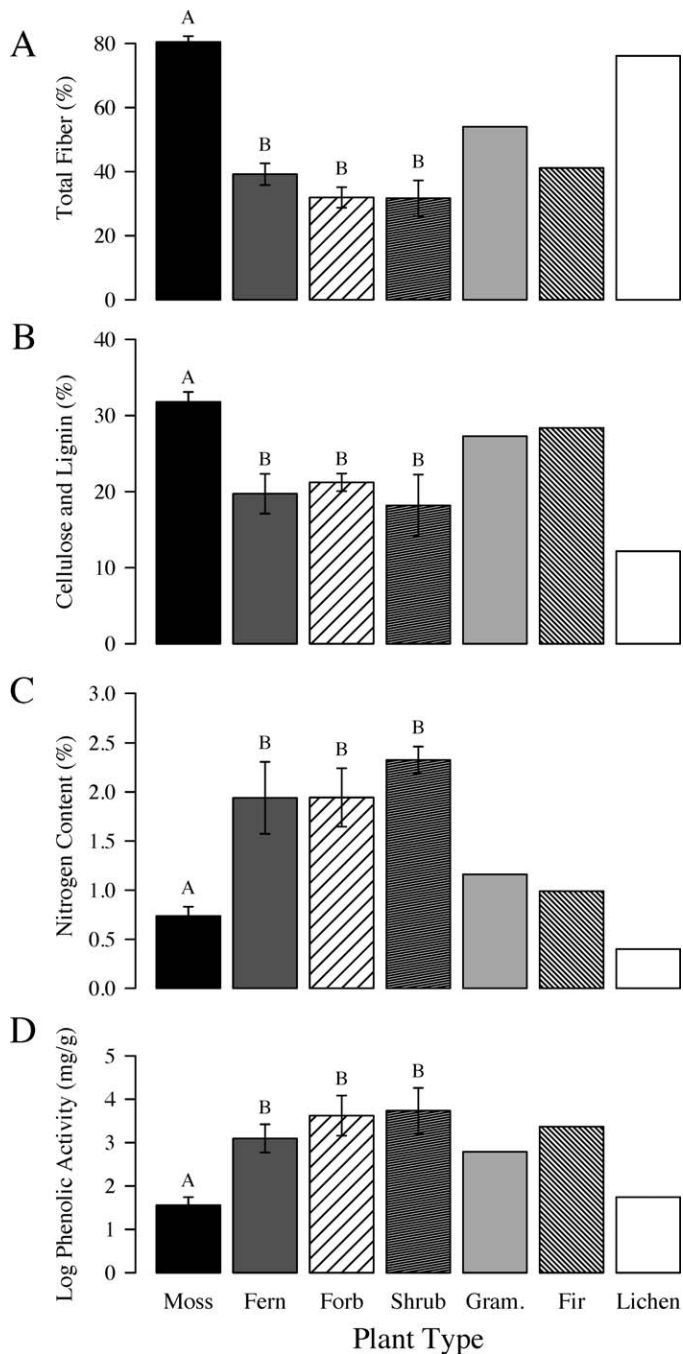 A
Total Fiber (%)
80
60
40
20
0
A
B
B
B
B
Cellulose and Lignin (%)
40
30
20
10
0
A
B
B
B
C
Nitrogen Content (%)
3.0
2.5
2.0
1.5
1.0
0.5
0.0
A
B
B
B
D
Log Phenolic Activity (mg/g)
5
4
3
2
1
0
A
B
B
B
Moss Fern Forb Shrub Gram. Fir Lichen
Plant Type